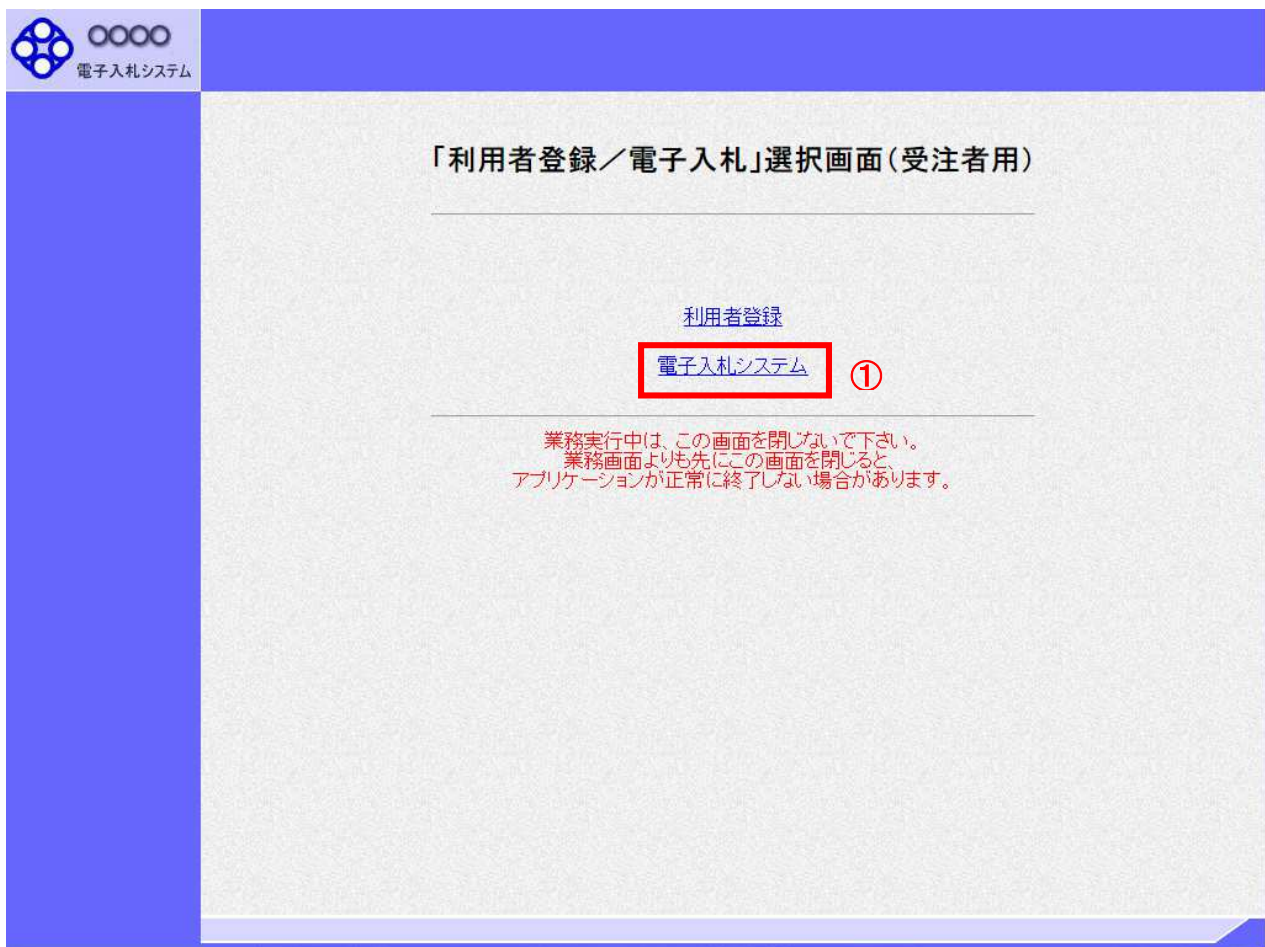 ○○○○
電子入札システム
「利用者登録／電子入札」選択画面（受注者用）
利用者登録
電子入札システム
①
業務実行中は、この画面を閉じないで下さい。
業務画面よりも先にこの画面を閉じると、
アプリケーションが正常に終了しない場合があります。